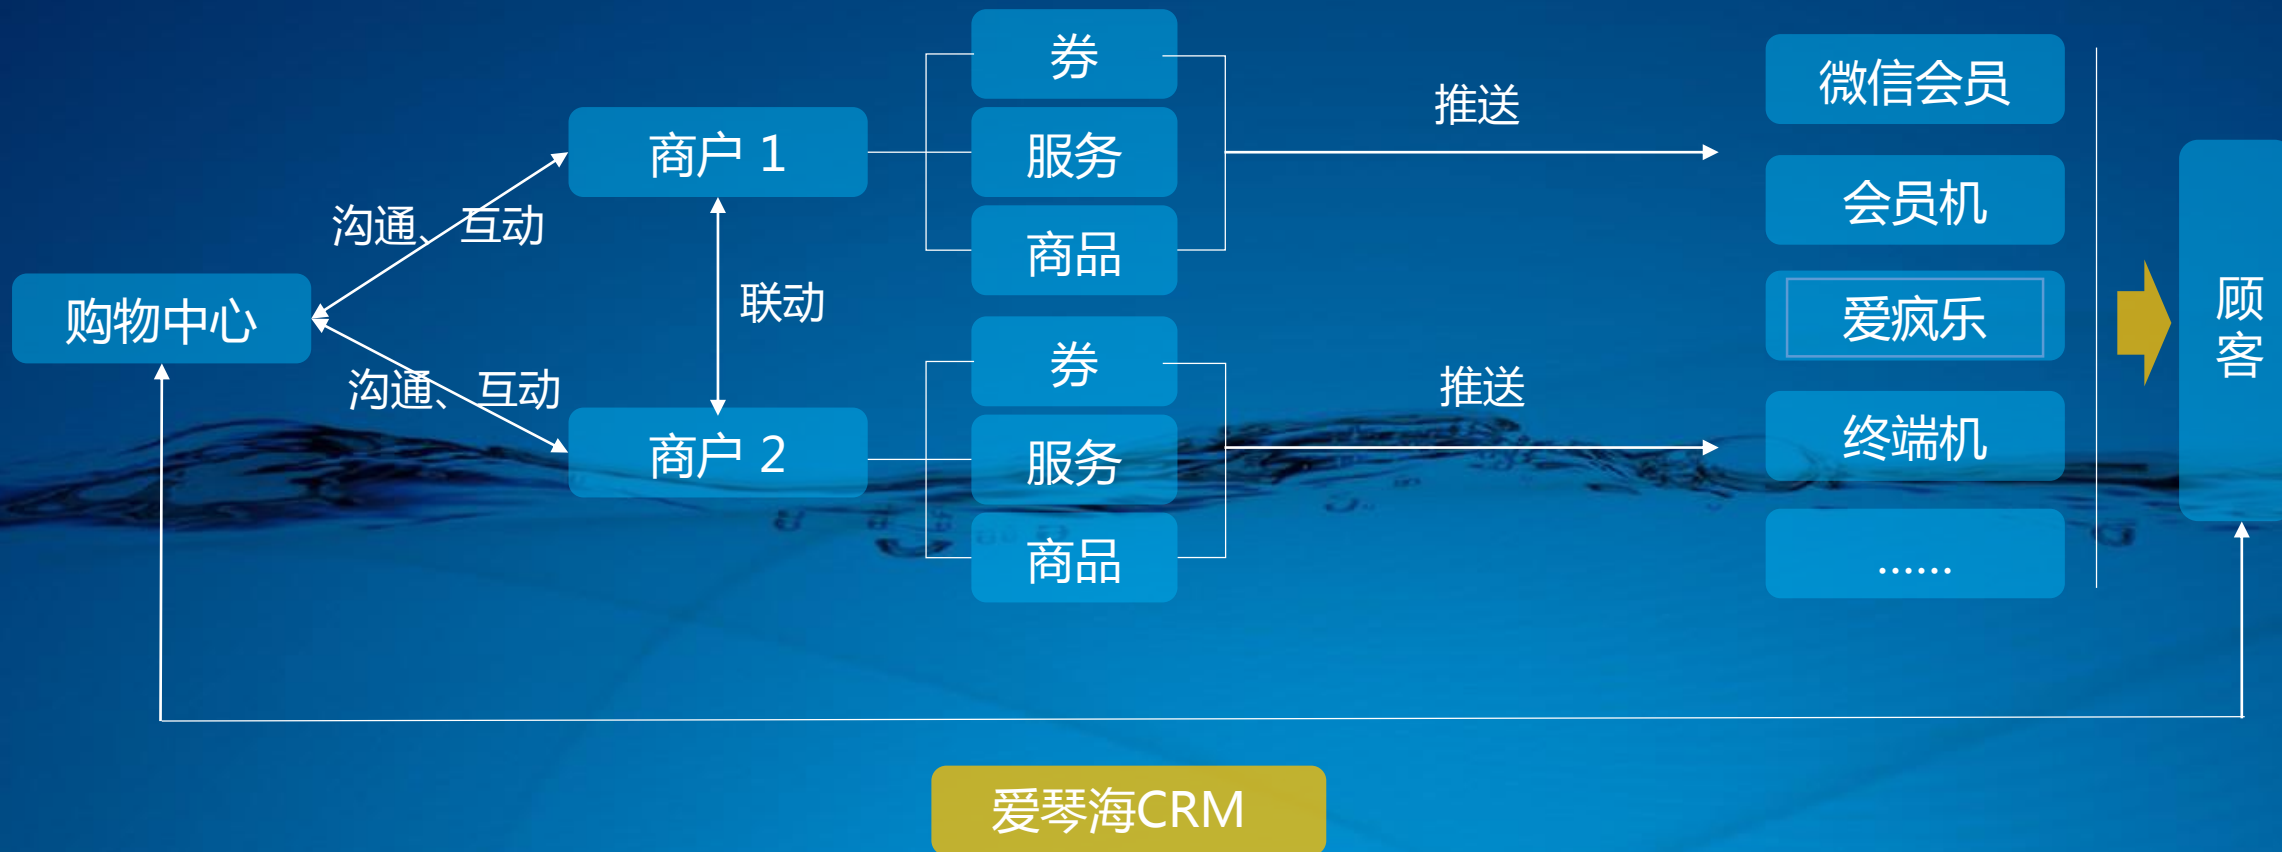 券
微信会员
推送
商户 1
服务
会员机
沟通、互动
商品
购物中心
联动
爱疯乐
顾
客
券
沟通、互动
推送
商户 2
服务
终端机
商品
......
爱琴海CRM